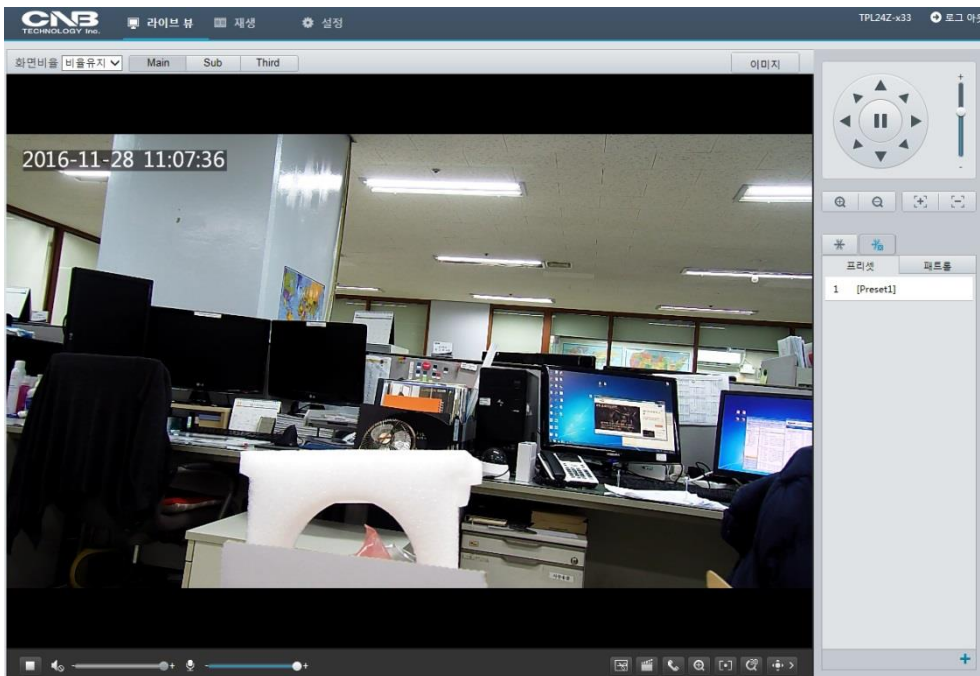 CNB
TECHNOLOGY Inc.
라이브 뷰
재생
설정
TPL24Z-x33
로그 아웃
화면비율
비율유지
Main
Sub
Third
이미지
2016-11-28 11:07:36
+
-
프리셋
패트롤
1 [Preset1]
- +
- +
+